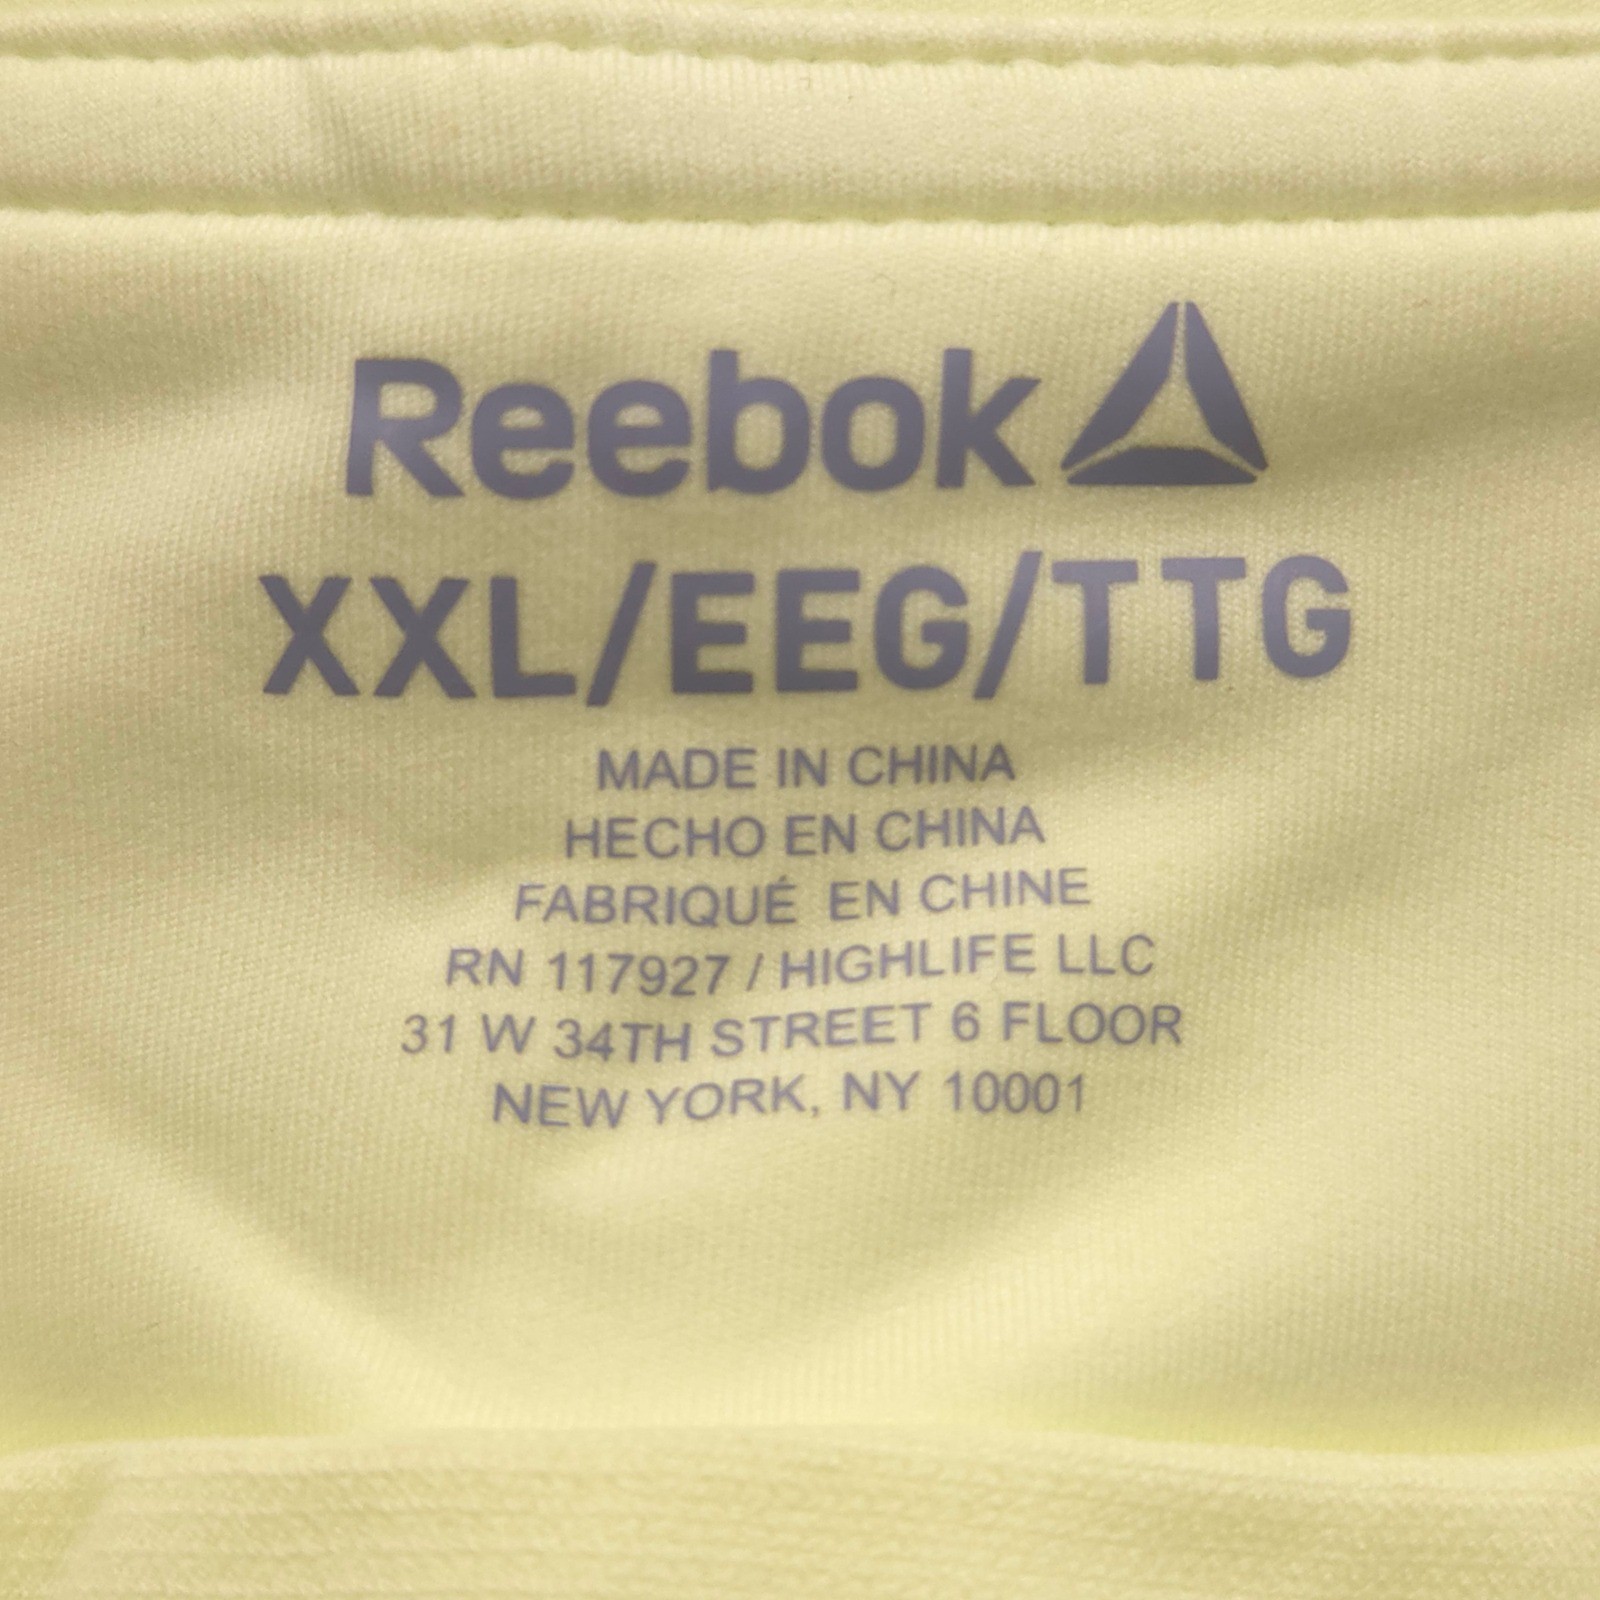 Reebok
XXL/EEG/TTG
MADE IN CHINA
HECHO EN CHINA
FABRIQUÉ EN CHINE
RN 117927 / HIGHLIFE LLC
31 W 34TH STREET 6 FLOOR
NEW YORK, NY 10001